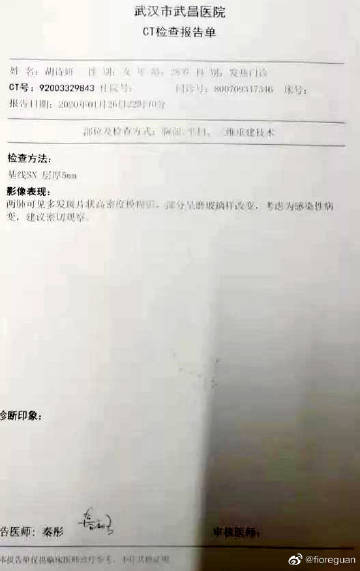 武汉市武昌医院
CT检查报告单
姓 名：胡诗妍 性 别：女 年 龄：28岁 科 别：发热门诊
CT号：92003329843 住院号： 门诊号：800709317346 床号：
报告日期：2020年01月26日22时10分
部位及检查方式：胸部.平扫. 三维重建技术
检查方法：
基线SX 层厚5mm
影像表现：
两肺可见多发斑片状高密度模糊影，部分呈磨玻璃样改变，考虑为感染性病
变，建议密切观察。
诊断印象：
告医师：秦彤
审核医师：
本报告单仅供临床医师诊疗参考，不作其他证明
@fioreguan